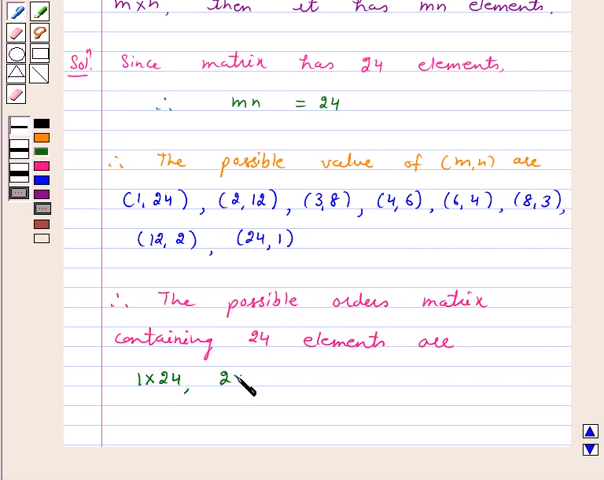 m×n, then it has mn elements.
Solⁿ. Since matrix has 24 elements,
∴ mn = 24
∴ The possible value of (m,n) are
(1,24), (2,12), (3,8), (4,6), (6,4), (8,3),
(12,2), (24,1)
∴ The possible orders matrix
containing 24 elements are
1×24, 2